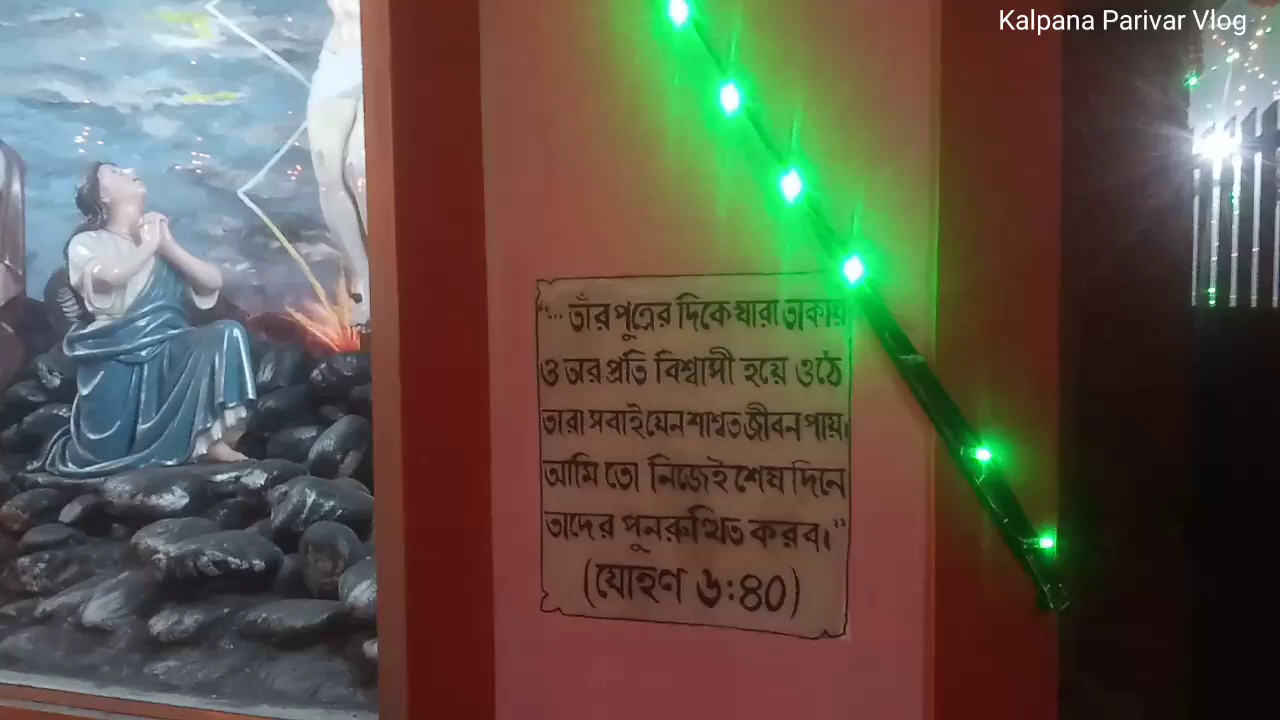 Kalpana Parivar Vlog
“... তাঁর পুত্রের দিকে যারা তাকায়
ও তার প্রতি বিশ্বাসী হয়ে ওঠে
তারা সবাই যেন শাশ্বত জীবন পায়।
আমি তো নিজেই শেষ দিনে
তাদের পুনরুত্থিত করব।”
(যোহন ৬:৪০)